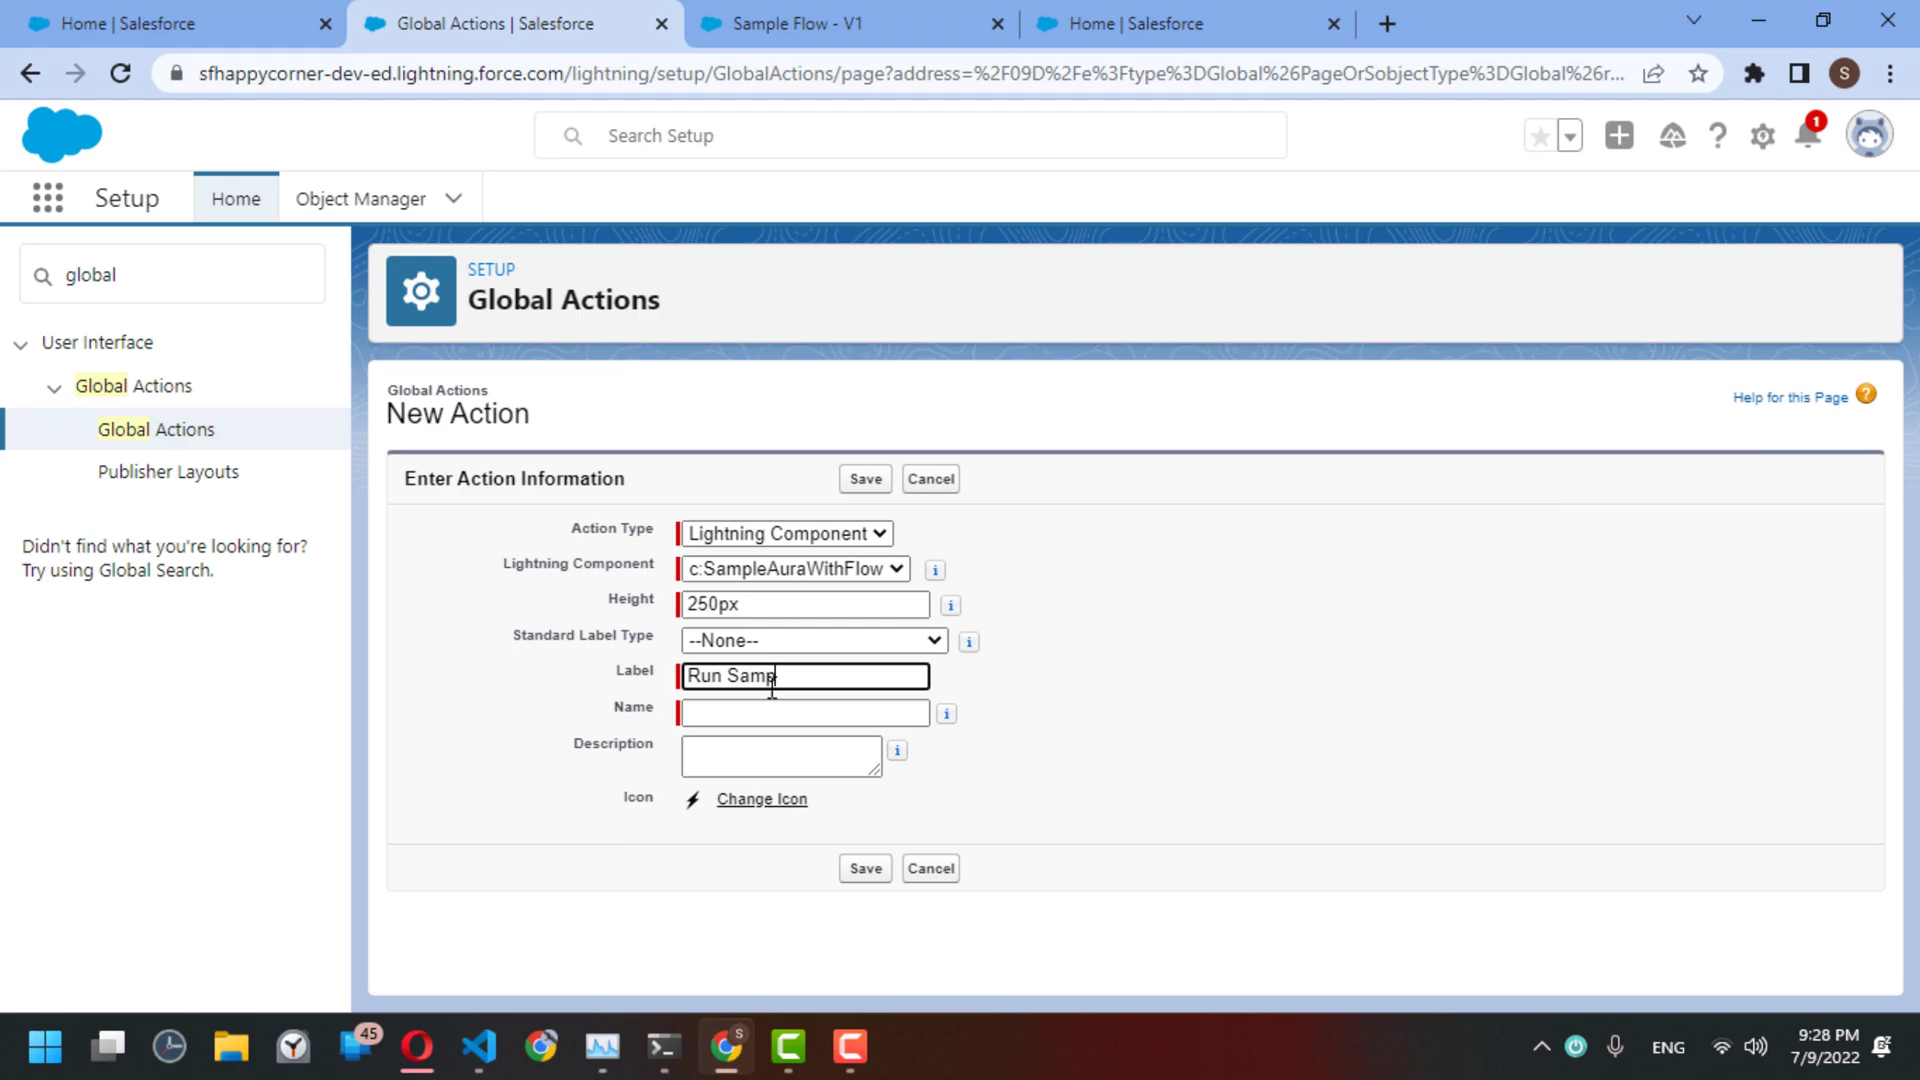 Home | Salesforce
Global Actions | Salesforce
Sample Flow - V1
Home | Salesforce
sfhappycorner-dev-ed.lightning.force.com/lightning/setup/GlobalActions/page?address=%2F09D%2Fe%3Ftype%3DGlobal%26PageOrSobjectType%3DGlobal%26r...
S
Search Setup
1
Setup
Home
Object Manager
global
User Interface
Global Actions
Global Actions
Publisher Layouts
Didn't find what you're looking for?
Try using Global Search.
SETUP
Global Actions
Global Actions
New Action
Help for this Page
?
Enter Action Information
Save
Cancel
Action Type
Lightning Component
Lightning Component
c:SampleAuraWithFlow
i
Height
250px
i
Standard Label Type
--None--
i
Label
Run Samp
Name
i
Description
i
Icon
Change Icon
Save
Cancel
45
S
ENG
9:28 PM
7/9/2022